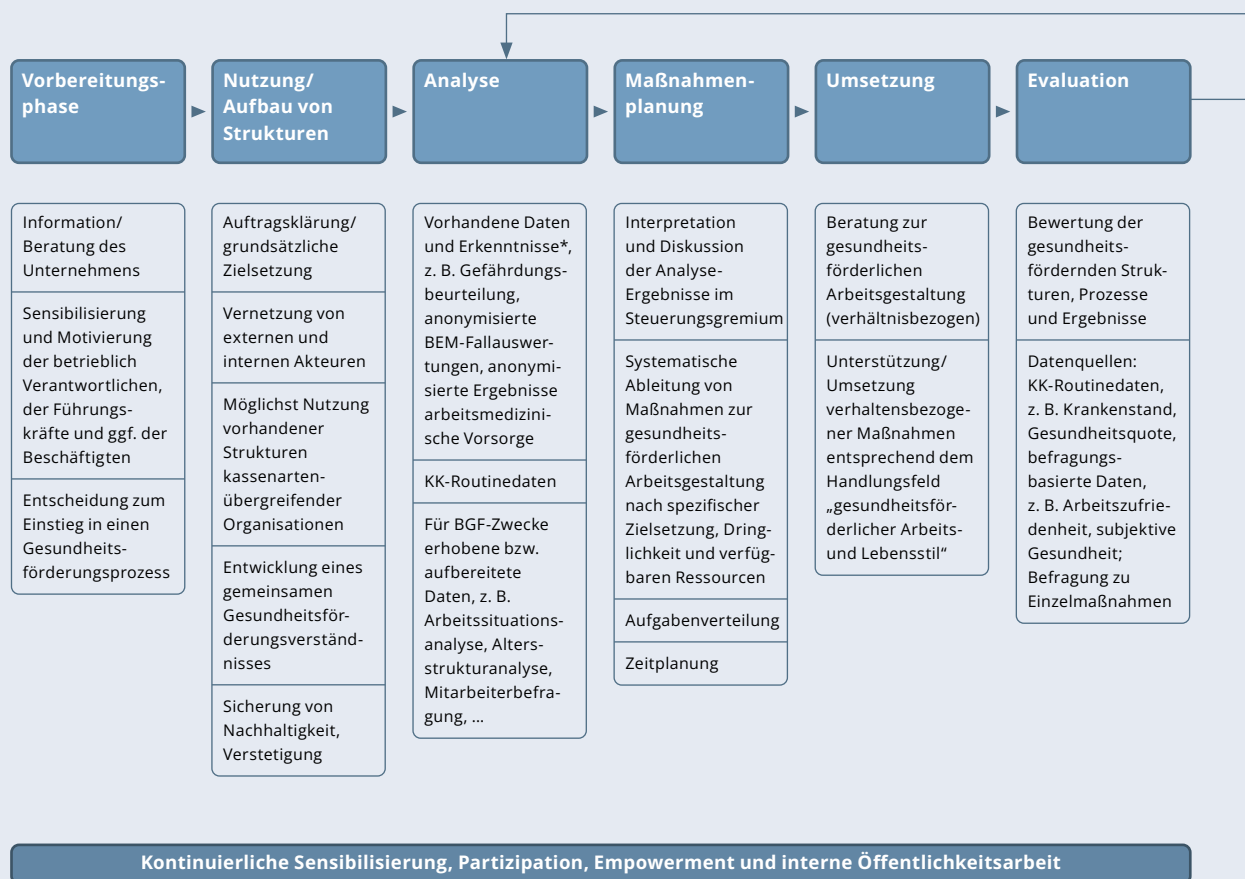 Vorbereitungs-
phase
Nutzung/
Aufbau von
Strukturen
Analyse
Maßnahmen-
planung
Umsetzung
Evaluation
Information/
Beratung des
Unternehmens
Sensibilisierung
und Motivierung
der betrieblich
Verantwortlichen,
der Führungs-
kräfte und ggf. der
Beschäftigten
Entscheidung zum
Einstieg in einen
Gesundheits-
förderungsprozess
Auftragsklärung/
grundsätzliche
Zielsetzung
Vernetzung von
externen und
internen Akteuren
Möglichst Nutzung
vorhandener
Strukturen
kassenarten-
übergreifender
Organisationen
Entwicklung eines
gemeinsamen
Gesundheitsför-
derungsverständ-
nisses
Sicherung von
Nachhaltigkeit,
Verstetigung
Vorhandene Daten
und Erkenntnisse*,
z. B. Gefährdungs-
beurteilung,
anonymisierte
BEM-Fallauswer-
tungen, anonymi-
sierte Ergebnisse
arbeitsmedizini-
sche Vorsorge
KK-Routinedaten
Für BGF-Zwecke
erhobene bzw.
aufbereitete
Daten, z. B.
Arbeitssituations-
analyse, Alters-
strukturanalyse,
Mitarbeiterbefra-
gung, ...
Interpretation
und Diskussion
der Analyse-
Ergebnisse im
Steuerungsgremium
Systematische
Ableitung von
Maßnahmen zur
gesundheits-
förderlichen
Arbeitsgestaltung
nach spezifischer
Zielsetzung, Dring-
lichkeit und verfüg-
baren Ressourcen
Aufgabenverteilung
Zeitplanung
Beratung zur
gesundheits-
förderlichen
Arbeitsgestaltung
(verhältnisbezogen)
Unterstützung/
Umsetzung
verhaltensbezoge-
ner Maßnahmen
entsprechend dem
Handlungsfeld
„gesundheitsför-
derlicher Arbeits-
und Lebensstil“
Bewertung der
gesundheits-
fördernden Struk-
turen, Prozesse
und Ergebnisse
Datenquellen:
KK-Routinedaten,
z. B. Krankenstand,
Gesundheitsquote,
befragungs-
basierte Daten,
z. B. Arbeitszufrie-
denheit, subjektive
Gesundheit;
Befragung zu
Einzelmaßnahmen
Kontinuierliche Sensibilisierung, Partizipation, Empowerment und interne Öffentlichkeitsarbeit